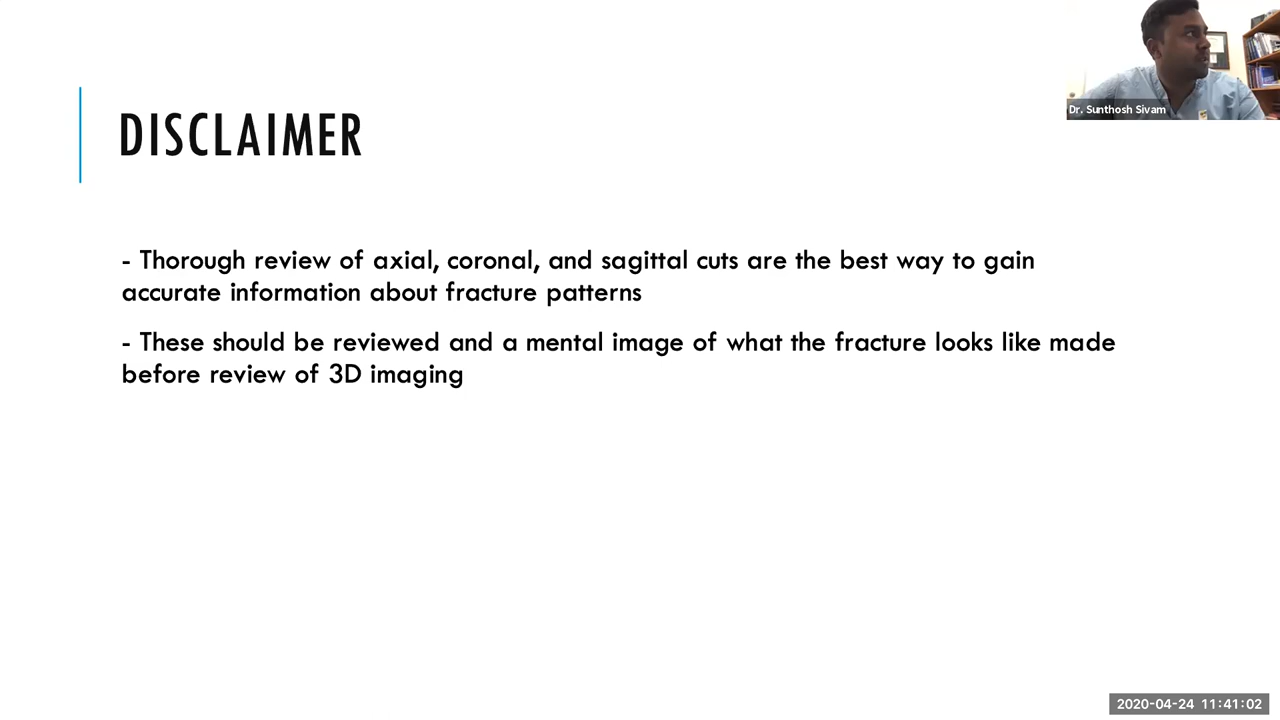 Dr. Sunthosh Sivam
DISCLAIMER
- Thorough review of axial, coronal, and sagittal cuts are the best way to gain
accurate information about fracture patterns
- These should be reviewed and a mental image of what the fracture looks like made
before review of 3D imaging
2020-04-24 11:41:02